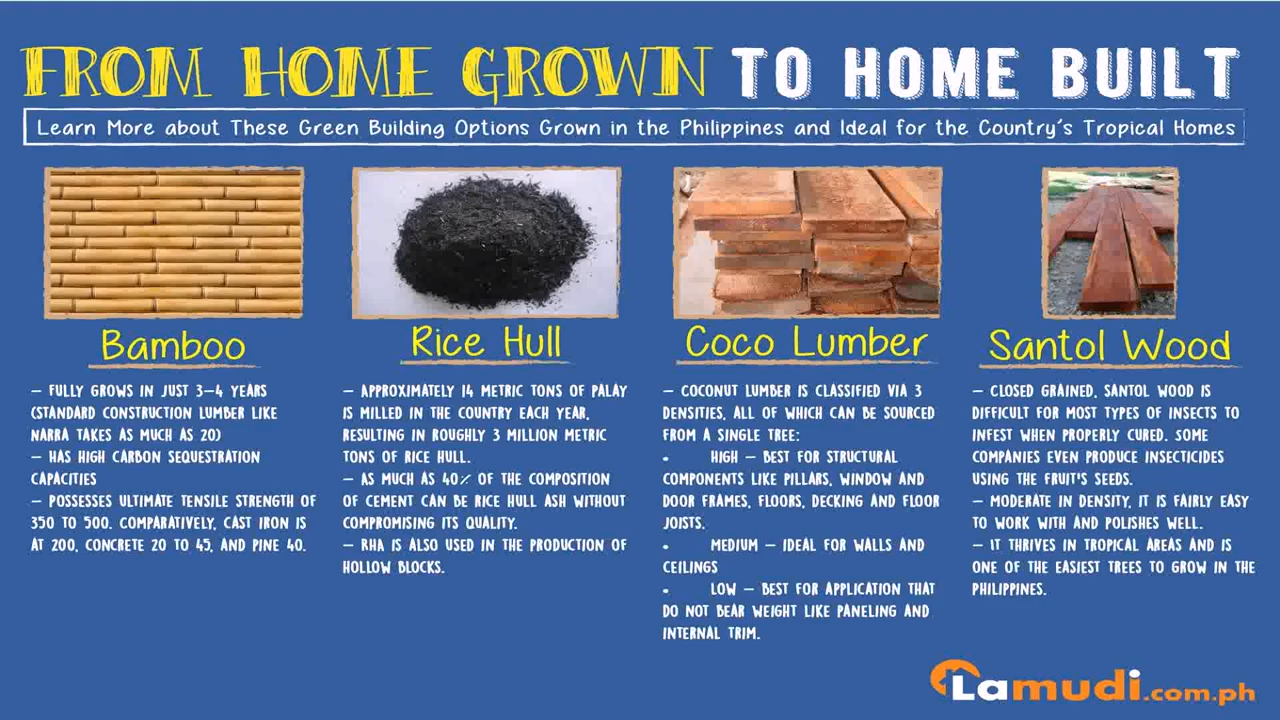 FROM HOME GROWN TO HOME BUILT
Learn More about These Green Building Options Grown in the Philippines and Ideal for the Country's Tropical Homes
Bamboo
– FULLY GROWS IN JUST 3–4 YEARS
(STANDARD CONSTRUCTION LUMBER LIKE
NARRA TAKES AS MUCH AS 20)
– HAS HIGH CARBON SEQUESTRATION
CAPACITIES
– POSSESSES ULTIMATE TENSILE STRENGTH OF
350 TO 500. COMPARATIVELY, CAST IRON IS
AT 200, CONCRETE 20 TO 45, AND PINE 40.
Rice Hull
– APPROXIMATELY 14 METRIC TONS OF PALAY
IS MILLED IN THE COUNTRY EACH YEAR,
RESULTING IN ROUGHLY 3 MILLION METRIC
TONS OF RICE HULL.
– AS MUCH AS 40% OF THE COMPOSITION
OF CEMENT CAN BE RICE HULL ASH WITHOUT
COMPROMISING ITS QUALITY.
– RHA IS ALSO USED IN THE PRODUCTION OF
HOLLOW BLOCKS.
Coco Lumber
– COCONUT LUMBER IS CLASSIFIED VIA 3
DENSITIES, ALL OF WHICH CAN BE SOURCED
FROM A SINGLE TREE:
• HIGH – BEST FOR STRUCTURAL
COMPONENTS LIKE PILLARS, WINDOW AND
DOOR FRAMES, FLOORS, DECKING AND FLOOR
JOISTS.
• MEDIUM – IDEAL FOR WALLS AND
CEILINGS
• LOW – BEST FOR APPLICATION THAT
DO NOT BEAR WEIGHT LIKE PANELING AND
INTERNAL TRIM.
Santol Wood
– CLOSED GRAINED, SANTOL WOOD IS
DIFFICULT FOR MOST TYPES OF INSECTS TO
INFEST WHEN PROPERLY CURED. SOME
COMPANIES EVEN PRODUCE INSECTICIDES
USING THE FRUIT'S SEEDS.
– MODERATE IN DENSITY, IT IS FAIRLY EASY
TO WORK WITH AND POLISHES WELL.
– IT THRIVES IN TROPICAL AREAS AND IS
ONE OF THE EASIEST TREES TO GROW IN THE
PHILIPPINES.
Lamudi.com.ph